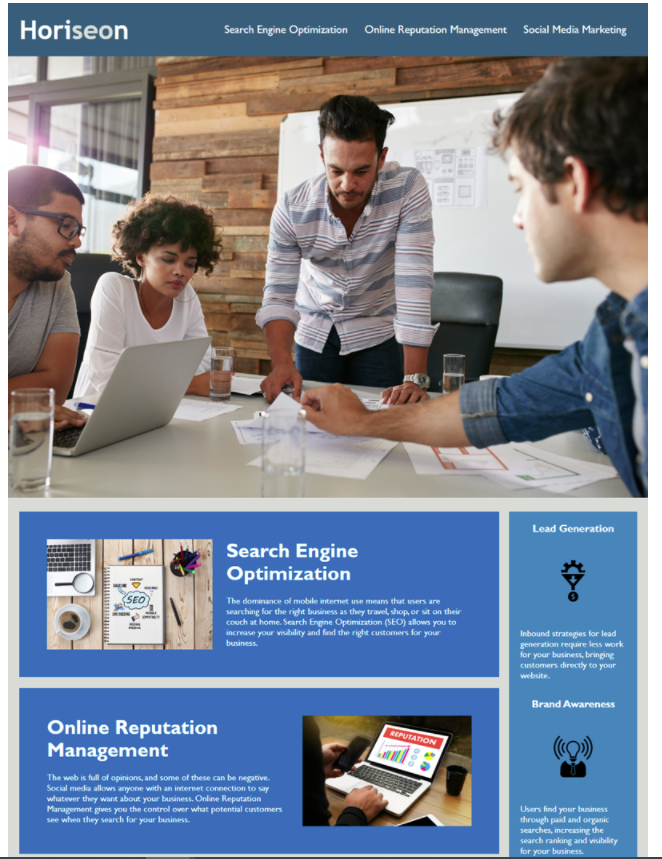 Horiseon
Search Engine Optimization Online Reputation Management Social Media Marketing
Search Engine
Optimization
The dominance of mobile internet use means that users are
searching for the right business as they travel, shop, or sit on their
couch at home. Search Engine Optimization (SEO) allows you to
increase your visibility and find the right customers for your
business.
SEO
CONTENT
Online Reputation
Management
The web is full of opinions, and some of these can be negative.
Social media allows anyone with an internet connection to say
whatever they want about your business. Online Reputation
Management gives you the control over what potential customers
see when they search for your business.
REPUTATION
Lead Generation
Inbound strategies for lead
generation require less work
for your business, bringing
customers directly to your
website.
Brand Awareness
Users find your business
through paid and organic
searches, increasing the
search ranking and visibility
for your business.